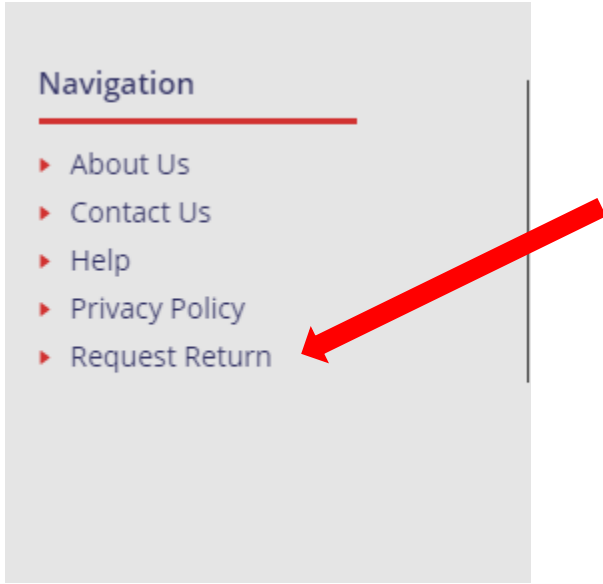 Navigation
About Us
Contact Us
Help
Privacy Policy
Request Return